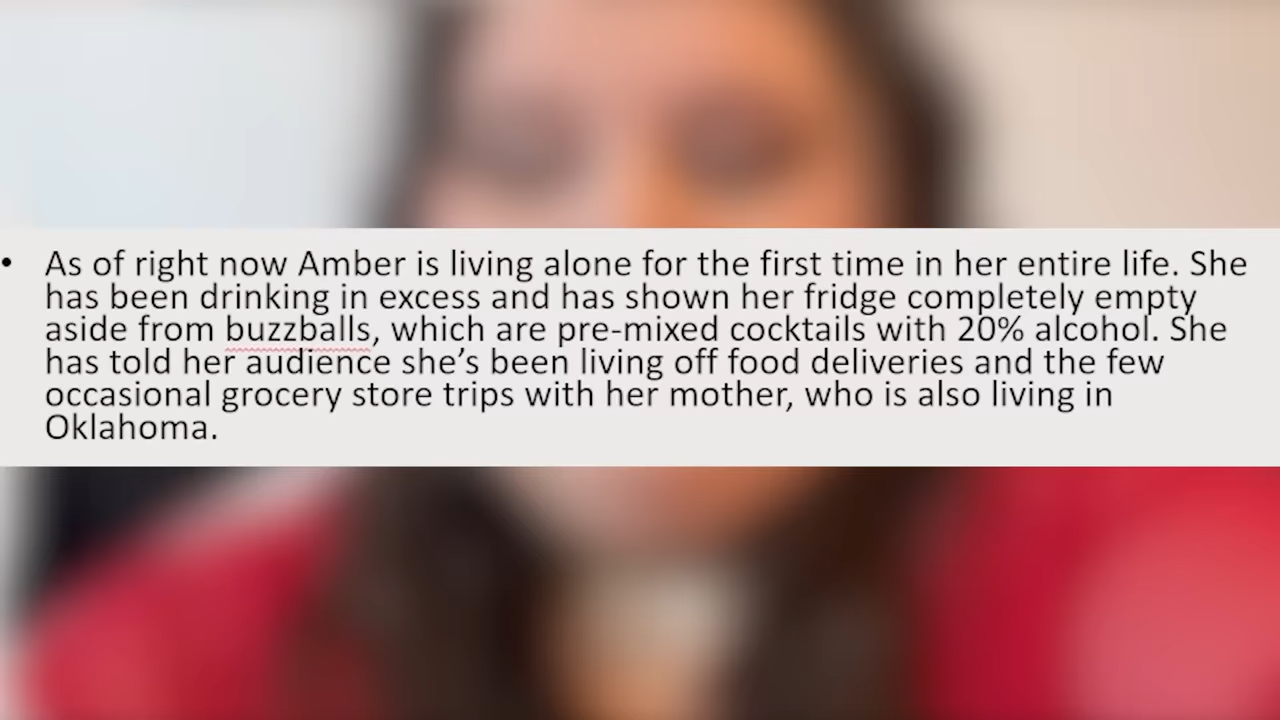 • As of right now Amber is living alone for the first time in her entire life. She
has been drinking in excess and has shown her fridge completely empty
aside from buzzballs, which are pre-mixed cocktails with 20% alcohol. She
has told her audience she’s been living off food deliveries and the few
occasional grocery store trips with her mother, who is also living in
Oklahoma.